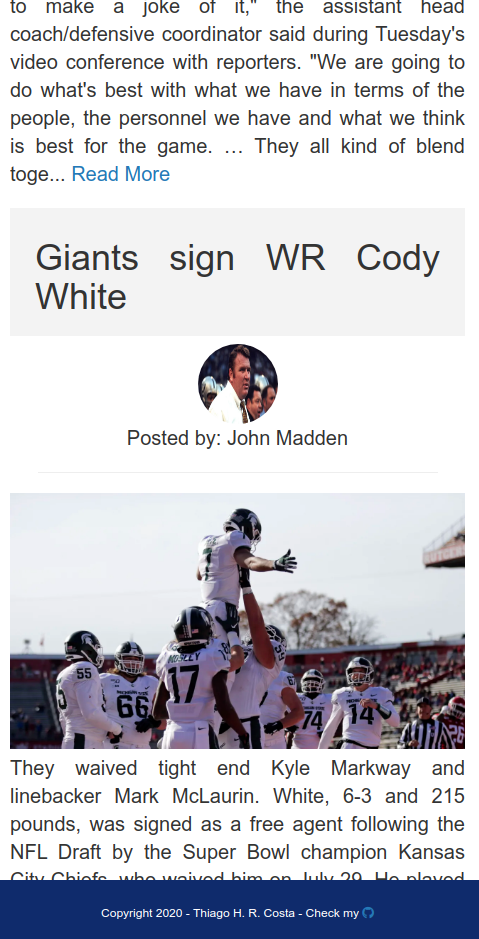 to make a joke of it," the assistant head
coach/defensive coordinator said during Tuesday's
video conference with reporters. "We are going to
do what's best with what we have in terms of the
people, the personnel we have and what we think
is best for the game. … They all kind of blend
toge... Read More
Giants sign WR Cody
White
Posted by: John Madden
7
55
66
MOSLEY
17
74
14
26
They waived tight end Kyle Markway and
linebacker Mark McLaurin. White, 6-3 and 215
pounds, was signed as a free agent following the
NFL Draft by the Super Bowl champion Kansas
City Chiefs, who waived him on July 29. He played
Copyright 2020 - Thiago H. R. Costa - Check my